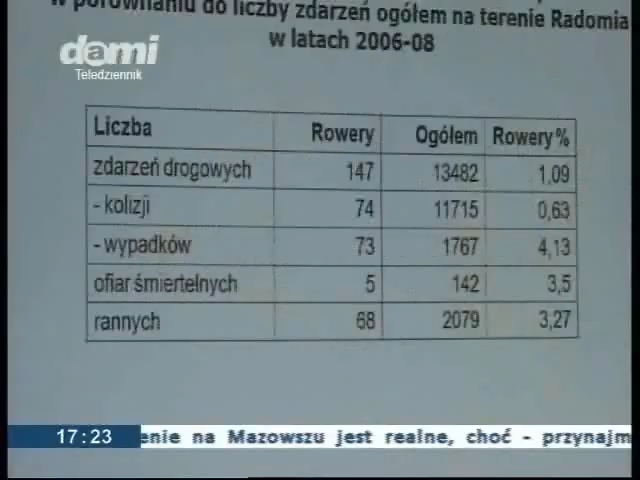 w porównaniu do liczby zdarzeń ogółem na terenie Radomia
w latach 2006-08
dami
Teledziennik
Liczba Rowery Ogółem Rowery%
zdarzeń drogowych 147 13482 1,09
- kolizji 74 11715 0,63
- wypadków 73 1767 4,13
ofiar śmiertelnych 5 142 3,5
rannych 68 2079 3,27
17:23 enie na Mazowszu jest realne, choć - przynajm